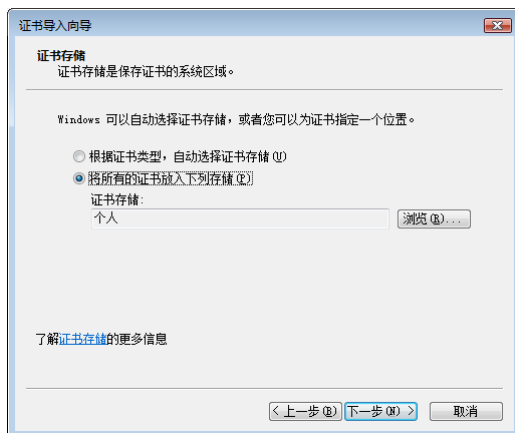 证书导入向导
证书存储
证书存储是保存证书的系统区域。
Windows 可以自动选择证书存储，或者您可以为证书指定一个位置。
根据证书类型，自动选择证书存储(U)
将所有的证书放入下列存储(P)
证书存储:
个人
浏览(R)...
了解证书存储的更多信息
< 上一步(B) 下一步(N) > 取消